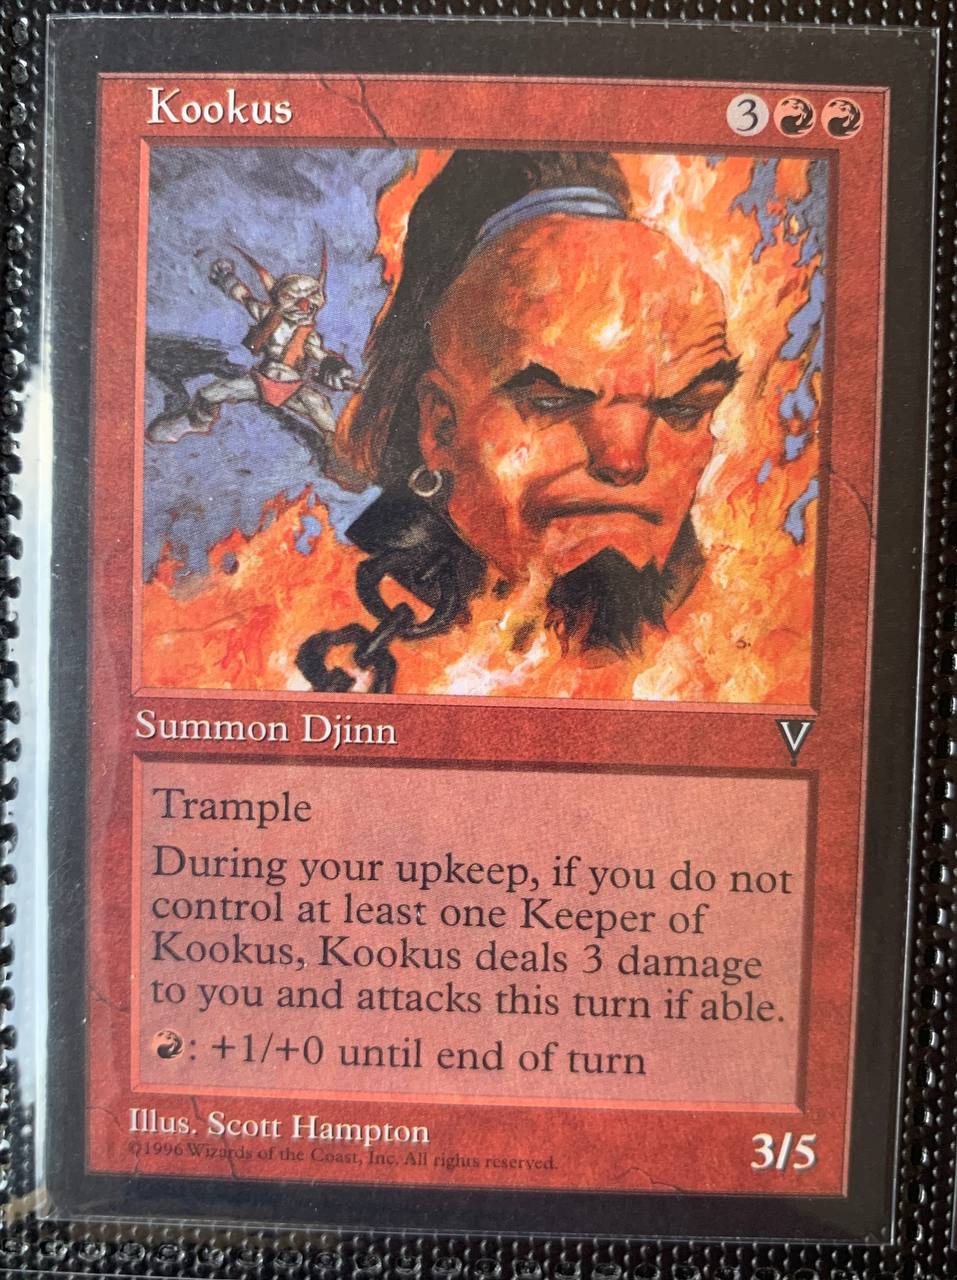 Kookus
3
Summon Djinn
V
Trample
During your upkeep, if you do not
control at least one Keeper of
Kookus, Kookus deals 3 damage
to you and attacks this turn if able.
: +1/+0 until end of turn
Illus. Scott Hampton
©1996 Wizards of the Coast, Inc. All rights reserved.
3/5